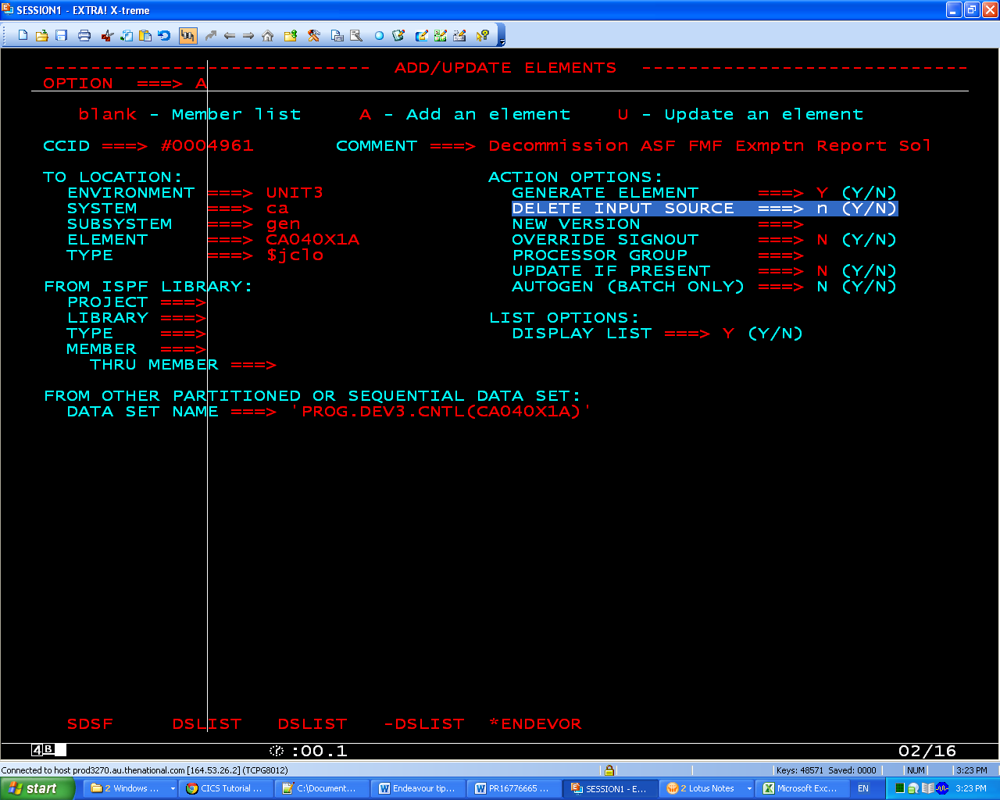 SESSION1 - EXTRA! X-treme
---------------------------- ADD/UPDATE ELEMENTS ----------------------------
OPTION ===> A
blank - Member list A - Add an element U - Update an element
CCID ===> #0004961 COMMENT ===> Decommission ASF FMF Exmptn Report Sol
TO LOCATION: ACTION OPTIONS:
ENVIRONMENT ===> UNIT3 GENERATE ELEMENT ===> Y (Y/N)
SYSTEM ===> ca DELETE INPUT SOURCE ===> n (Y/N)
SUBSYSTEM ===> gen NEW VERSION ===>
ELEMENT ===> CA040X1A OVERRIDE SIGNOUT ===> N (Y/N)
TYPE ===> $jclo PROCESSOR GROUP ===>
UPDATE IF PRESENT ===> N (Y/N)
FROM ISPF LIBRARY: AUTOGEN (BATCH ONLY) ===> N (Y/N)
PROJECT ===>
LIBRARY ===> LIST OPTIONS:
TYPE ===> DISPLAY LIST ===> Y (Y/N)
MEMBER ===>
THRU MEMBER ===>
FROM OTHER PARTITIONED OR SEQUENTIAL DATA SET:
DATA SET NAME ===> 'PROG.DEV3.CNTL(CA040X1A)'
SDSF DSLIST DSLIST -DSLIST *ENDEVOR
4B :00.1 02/16
Connected to host prod3270.au.thenational.com [164.53.26.2] (TCPG8012) Keys: 48571 Saved: 0000 NUM 3:23 PM
start 2 Windows ... CICS Tutorial ... C:\Document... Endeavour tip... PR16776665 ... SESSION1 - E... 2 Lotus Notes Microsoft Exc... EN 3:23 PM